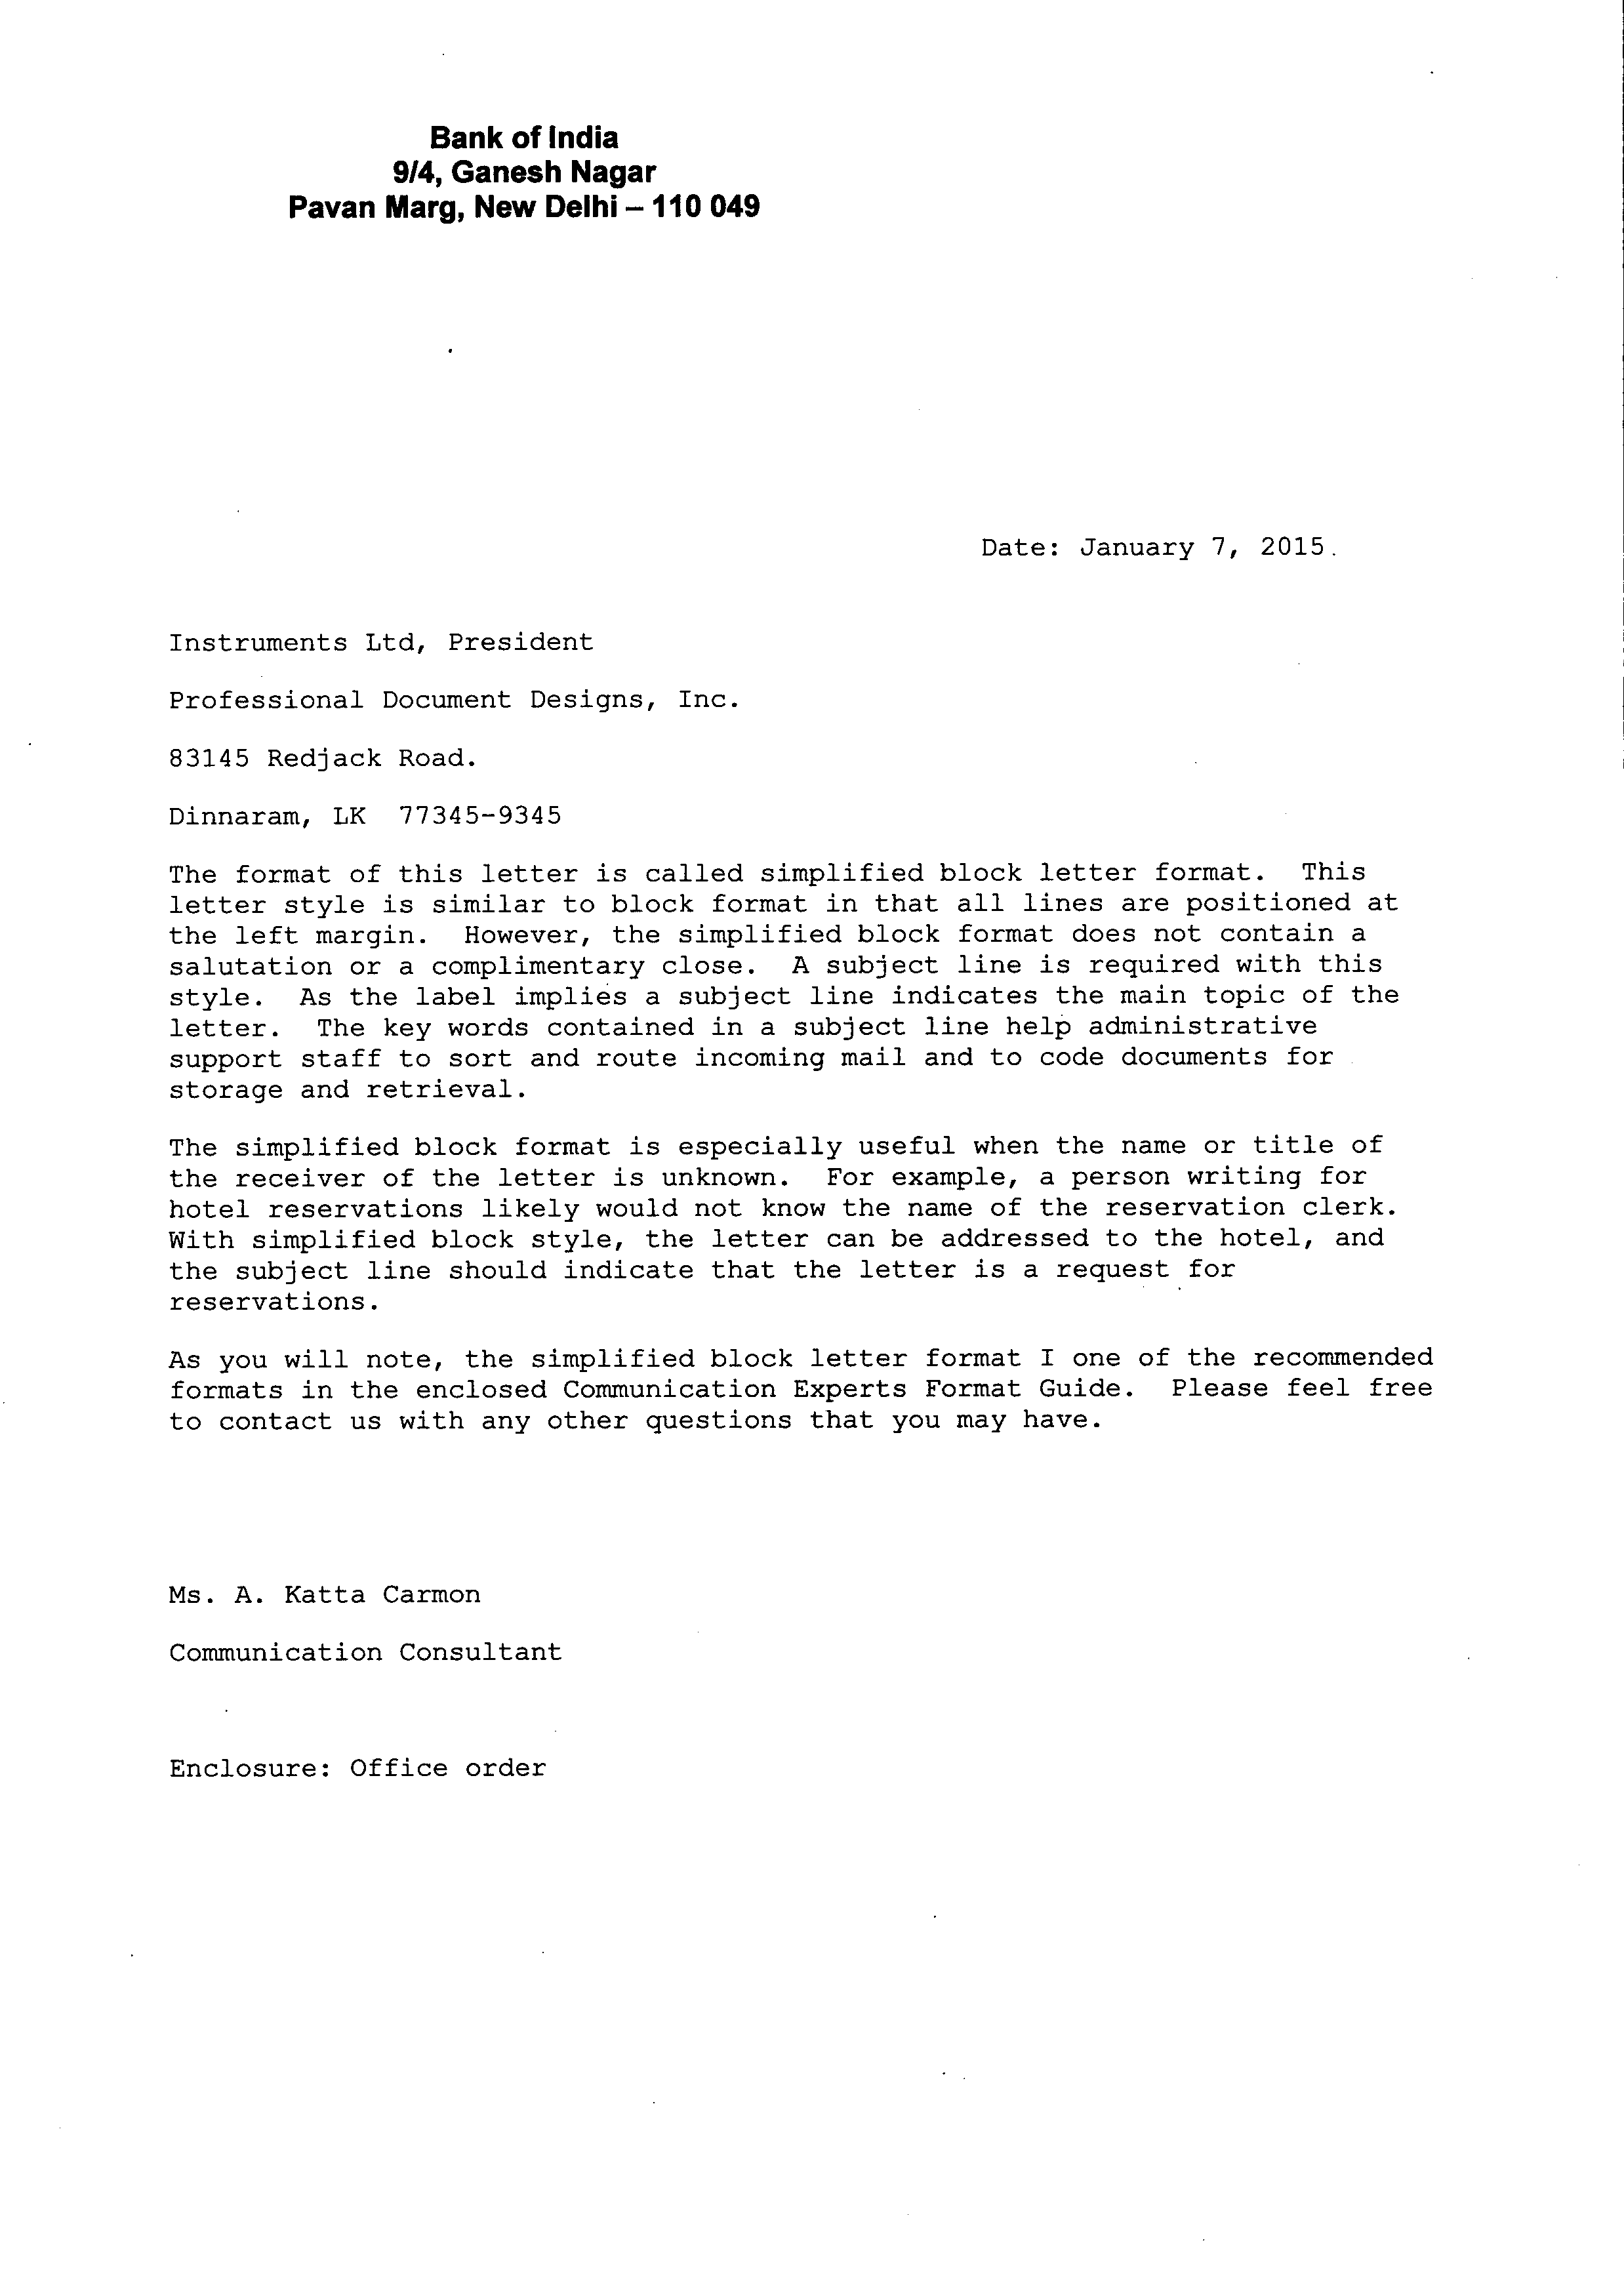 Bank of India
9/4, Ganesh Nagar
Pavan Marg, New Delhi – 110 049
Date: January 7, 2015.
Instruments Ltd, President
Professional Document Designs, Inc.
83145 Redjack Road.
Dinnaram, LK  77345-9345
The format of this letter is called simplified block letter format.  This
letter style is similar to block format in that all lines are positioned at
the left margin.  However, the simplified block format does not contain a
salutation or a complimentary close.  A subject line is required with this
style.  As the label implies a subject line indicates the main topic of the
letter.  The key words contained in a subject line help administrative
support staff to sort and route incoming mail and to code documents for
storage and retrieval.
The simplified block format is especially useful when the name or title of
the receiver of the letter is unknown.  For example, a person writing for
hotel reservations likely would not know the name of the reservation clerk.
With simplified block style, the letter can be addressed to the hotel, and
the subject line should indicate that the letter is a request for
reservations.
As you will note, the simplified block letter format I one of the recommended
formats in the enclosed Communication Experts Format Guide.  Please feel free
to contact us with any other questions that you may have.
Ms. A. Katta Carmon
Communication Consultant
Enclosure: Office order